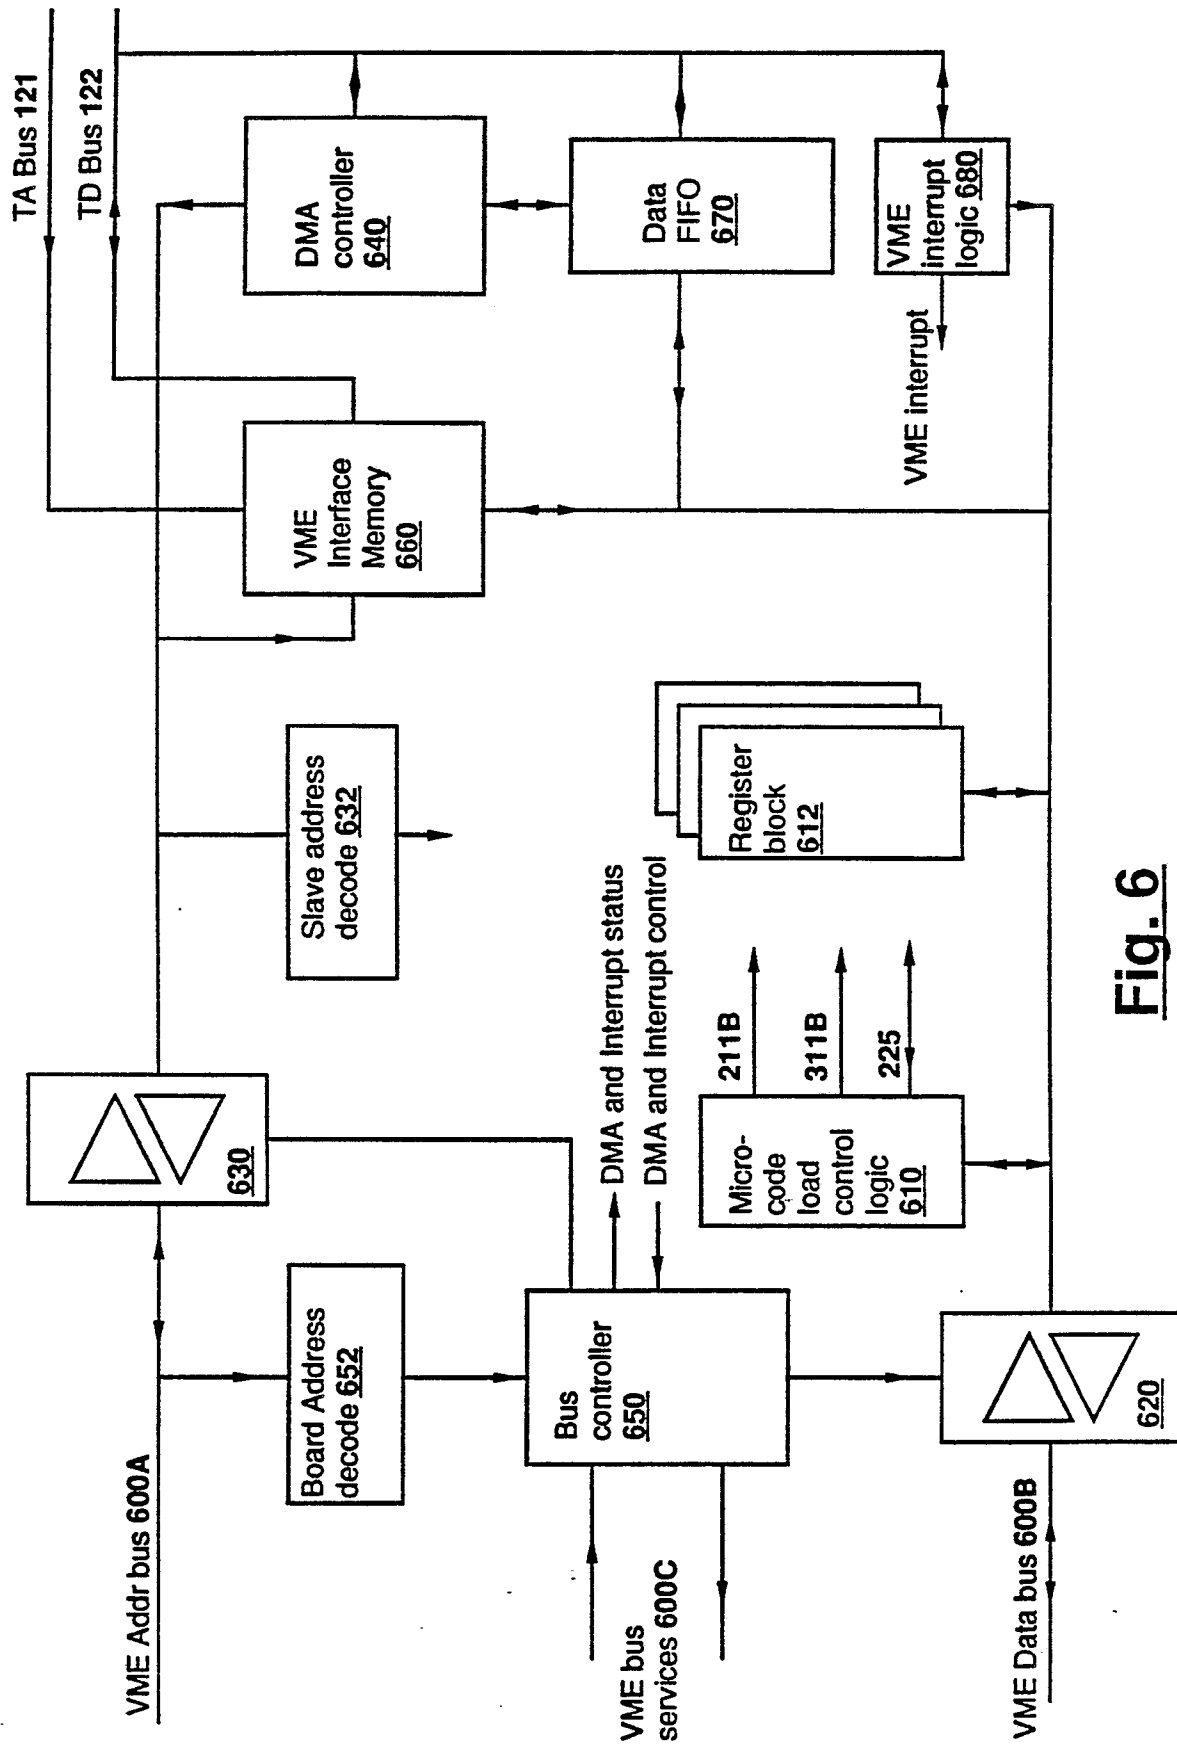 TA Bus 121
TD Bus 122
VME Addr bus 600A
630
Board Address
decode 652
Slave address
decode 632
VME
Interface
Memory
660
DMA
controller
640
VME bus
services 600C
Bus
controller
650
DMA and Interrupt status
DMA and Interrupt control
Data
FIFO
670
Micro-
code
load
control
logic
610
211B
311B
225
Register
block
612
VME interrupt
VME
interrupt
logic 680
VME Data bus 600B
620
Fig. 6